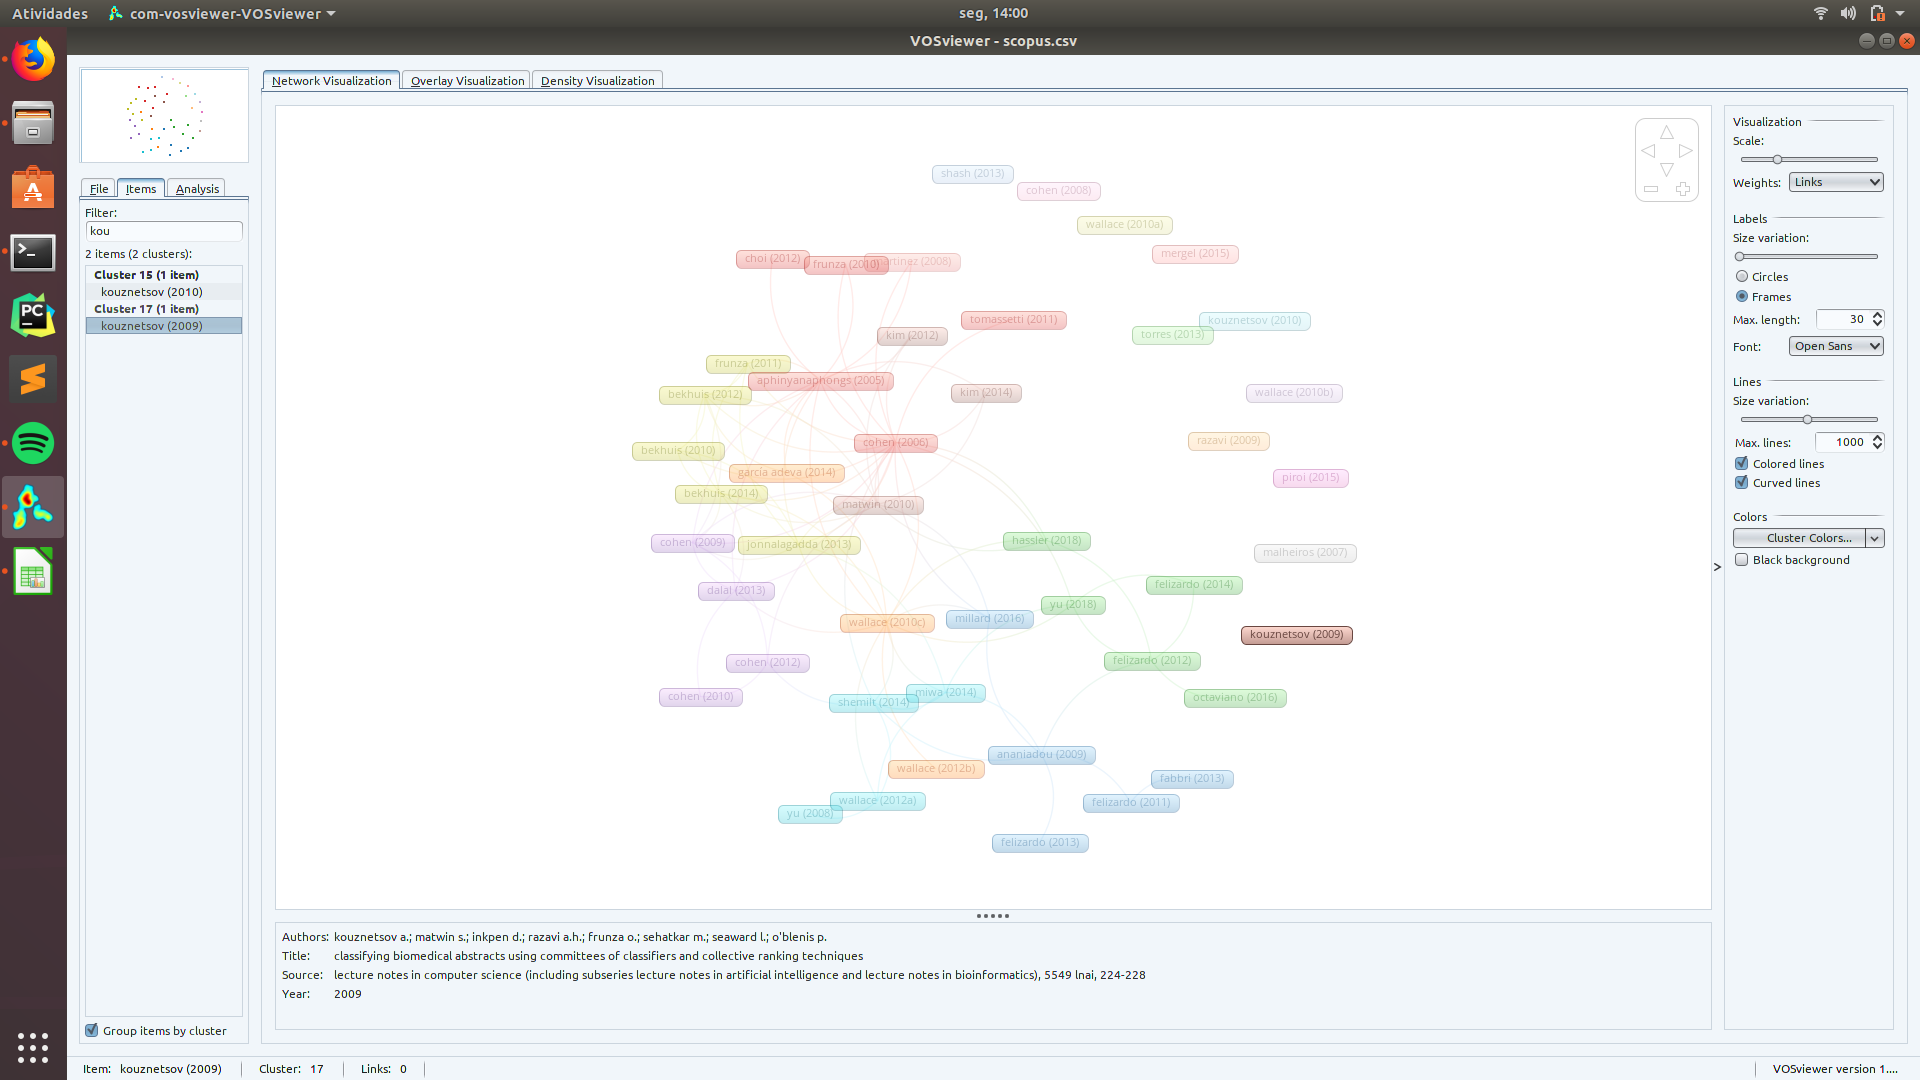 Atividades com-vosviewer-VOSviewer seg, 14:00
VOSviewer - scopus.csv
Network Visualization Overlay Visualization Density Visualization
File Items Analysis
Filter:
kou
2 items (2 clusters):
Cluster 15 (1 item)
kouznetsov (2010)
Cluster 17 (1 item)
kouznetsov (2009)
Group items by cluster
shash (2013)
cohen (2008)
wallace (2010a)
mergel (2015)
choi (2012)
frunza (2010)
martinez (2008)
tomassetti (2011)
kouznetsov (2010)
torres (2013)
kim (2012)
frunza (2011)
aphinyanaphongs (2005)
bekhuis (2012)
kim (2014)
wallace (2010b)
cohen (2006)
razavi (2009)
bekhuis (2010)
garcía adeva (2014)
piroi (2015)
bekhuis (2014)
matwin (2010)
cohen (2009)
jonnalagadda (2013)
hassler (2018)
malheiros (2007)
dalal (2013)
felizardo (2014)
yu (2018)
wallace (2010c)
millard (2016)
kouznetsov (2009)
cohen (2012)
felizardo (2012)
cohen (2010)
shemilt (2014)
miwa (2014)
octaviano (2016)
ananiadou (2009)
wallace (2012b)
fabbri (2013)
wallace (2012a)
felizardo (2011)
yu (2008)
felizardo (2013)
Authors: kouznetsov a.; matwin s.; inkpen d.; razavi a.h.; frunza o.; sehatkar m.; seaward l.; o'blenis p.
Title: classifying biomedical abstracts using committees of classifiers and collective ranking techniques
Source: lecture notes in computer science (including subseries lecture notes in artificial intelligence and lecture notes in bioinformatics), 5549 lnai, 224-228
Year: 2009
Visualization
Scale:
Weights: Links
Labels
Size variation:
Circles
Frames
Max. length: 30
Font: Open Sans
Lines
Size variation:
Max. lines: 1000
Colored lines
Curved lines
Colors
Cluster Colors...
Black background
>
PC
Item: kouznetsov (2009) Cluster: 17 Links: 0 VOSviewer version 1....